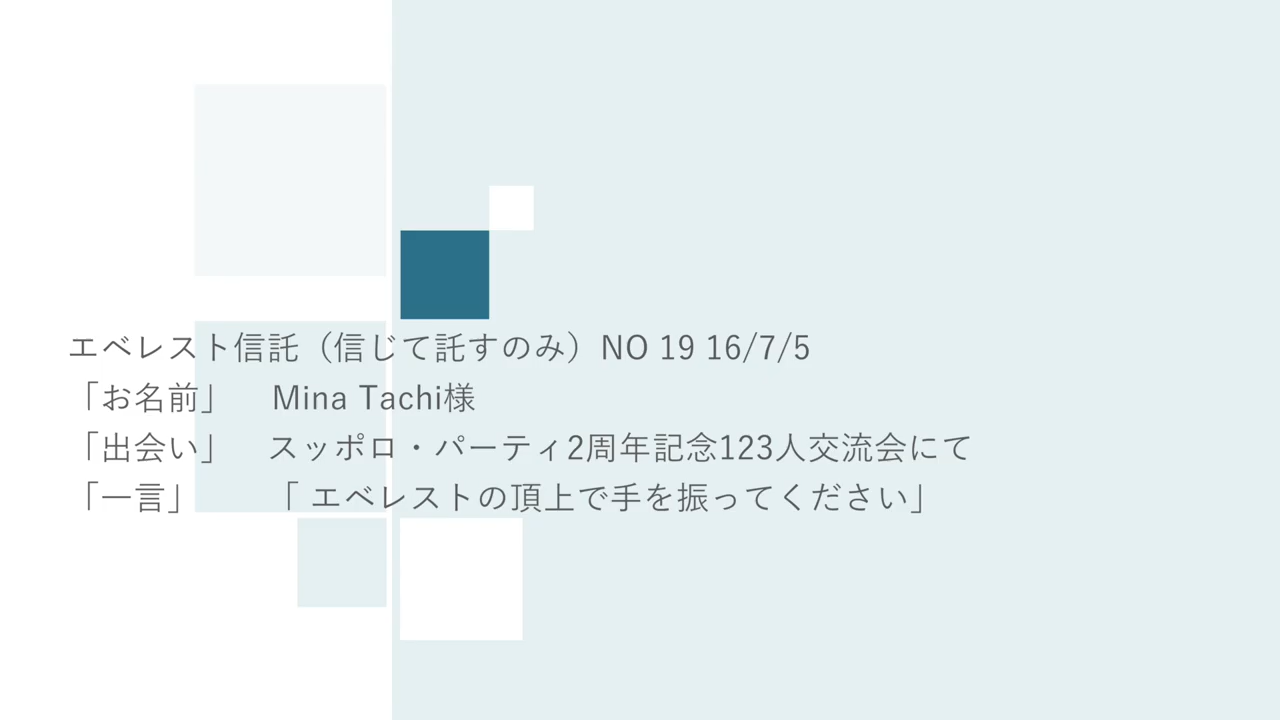 エベレスト信託（信じて託すのみ）NO 19 16/7/5
「お名前」　Mina Tachi様
「出会い」　スッポロ・パーティ2周年記念123人交流会にて
「一言」　　「 エベレストの頂上で手を振ってください」